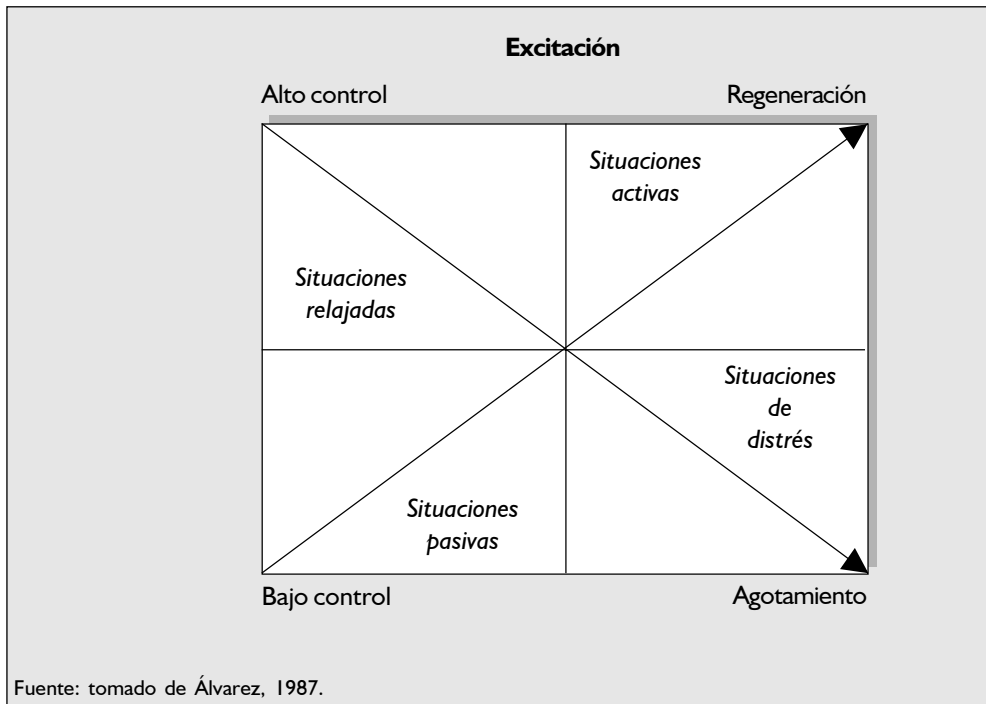 Excitación
Alto control
Regeneración
Situaciones
activas
Situaciones
relajadas
Situaciones
de
distrés
Situaciones
pasivas
Bajo control
Agotamiento
Fuente: tomado de Álvarez, 1987.